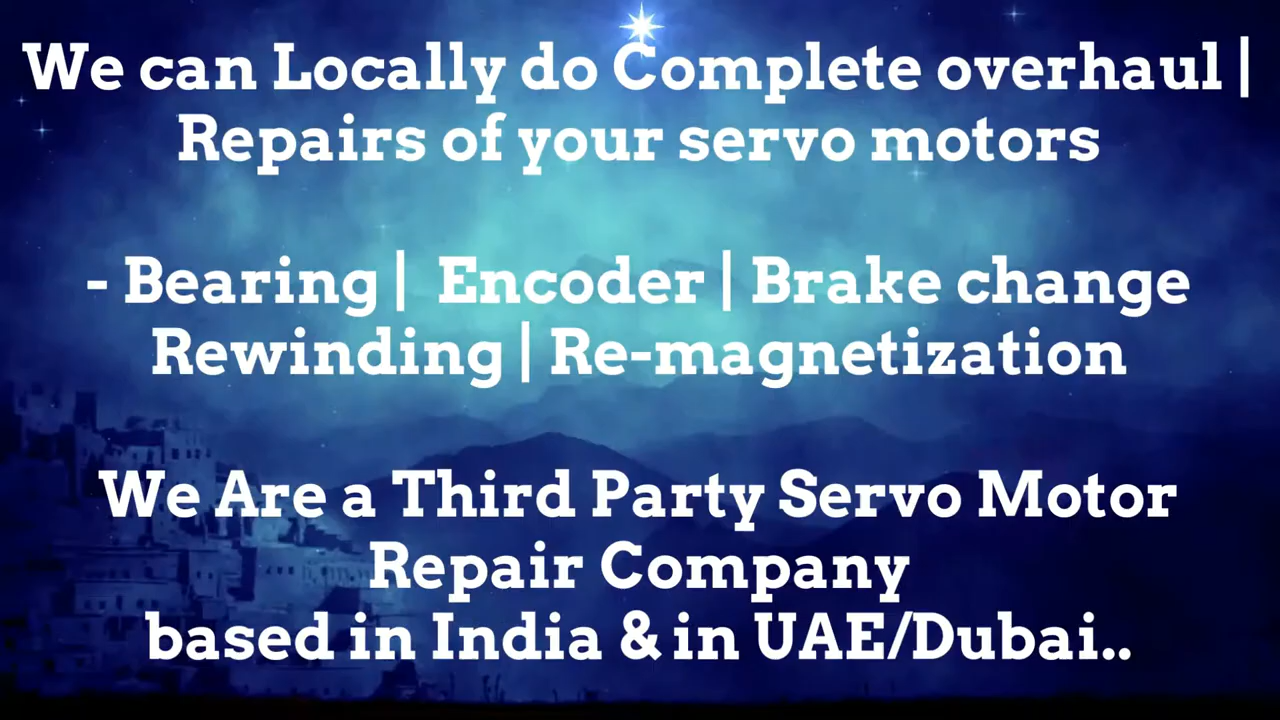 We can Locally do Complete overhaul |
Repairs of your servo motors
- Bearing | Encoder | Brake change
Rewinding | Re-magnetization
We Are a Third Party Servo Motor
Repair Company
based in India & in UAE/Dubai..